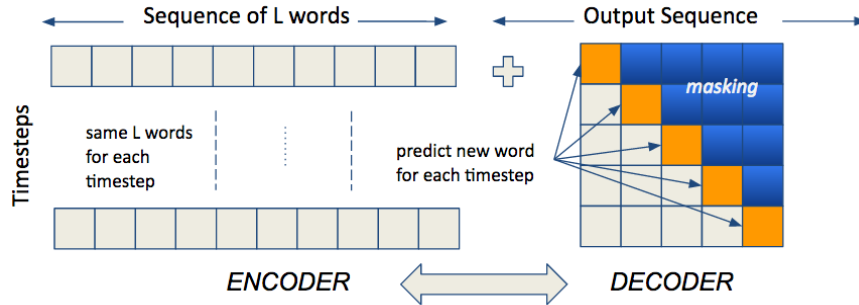 Sequence of L words
Output Sequence
Timesteps
masking
same L words
for each
timestep
predict new word
for each timestep
ENCODER
DECODER